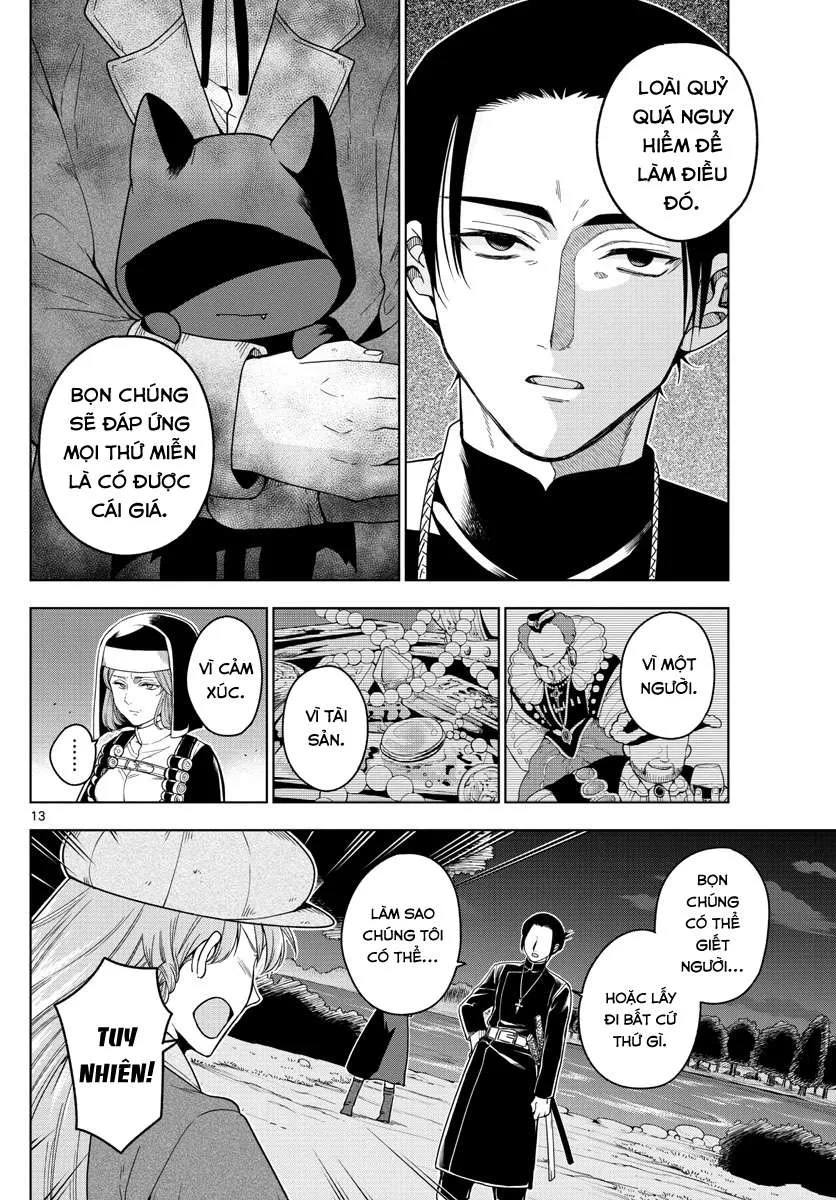 LOÀI QUỶ
QUÁ NGUY
HIỂM ĐỂ
LÀM ĐIỀU
ĐÓ.
BỌN CHÚNG
SẼ ĐÁP ỨNG
MỌI THỨ MIỄN
LÀ CÓ ĐƯỢC
CÁI GIÁ.
VÌ MỘT
NGƯỜI.
VÌ TÀI
SẢN.
VÌ CẢM
XÚC.
......
13
BỌN
CHÚNG
CÓ THỂ
GIẾT
NGƯỜI...
HOẶC LẤY
ĐI BẤT CỨ
THỨ GÌ.
LÀM SAO
CHÚNG TÔI
CÓ THỂ...
TUY
NHIÊN!